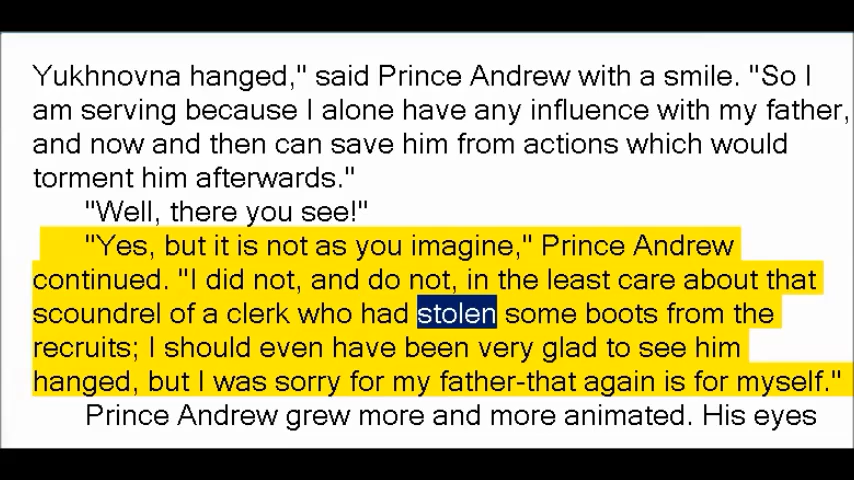 Yukhnovna hanged," said Prince Andrew with a smile. "So I
am serving because I alone have any influence with my father,
and now and then can save him from actions which would
torment him afterwards."
"Well, there you see!"
"Yes, but it is not as you imagine," Prince Andrew
continued. "I did not, and do not, in the least care about that
scoundrel of a clerk who had stolen some boots from the
recruits; I should even have been very glad to see him
hanged, but I was sorry for my father-that again is for myself."
Prince Andrew grew more and more animated. His eyes